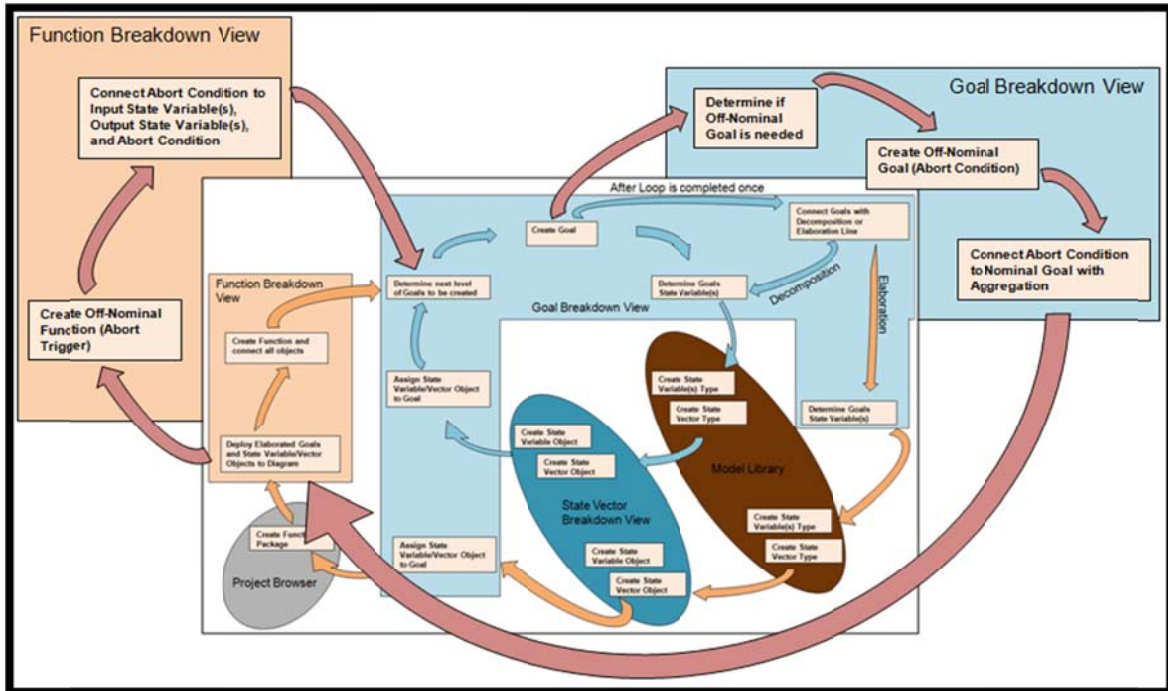 Function Breakdown View
Connect Abort Condition to
Input State Variable(s),
Output State Variable(s),
and Abort Condition
Create Off-Nominal
Function (Abort
Trigger)
Goal Breakdown View
Determine if
Off-Nominal
Goal is needed
Create Off-Nominal
Goal (Abort Condition)
Connect Abort Condition
to Nominal Goal with
Aggregation
After Loop is completed once
Create Goal
Connect Goals with
Decomposition or
Elaboration Line
Determine next level
of Goals to be created
Determine Goals
State Variable(s)
Decomposition
Elaboration
Goal Breakdown View
Function Breakdown
View
Create Function and
connect all objects
Deploy Elaborated Goals
and State Variable/Vector
Objects to Diagram
Assign State
Variable/Vector Object
to Goal
Create State
Variable(s) Type
Create State
Vector Type
Determine Goals
State Variable(s)
Create State
Variable Object
Create State
Vector Object
Model Library
State Vector
Breakdown View
Create State
Variable(s) Type
Create State
Vector Type
Create State
Variable Object
Create State
Vector Object
Assign State
Variable/Vector Object to
Goal
Create
Package
Project Browser